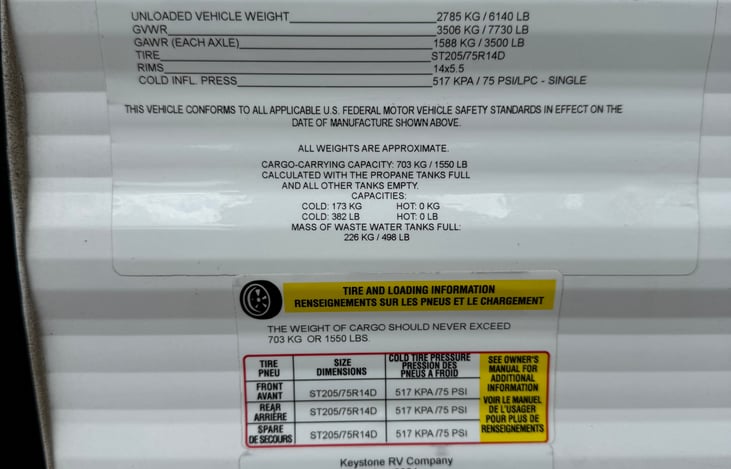 UNLOADED VEHICLE WEIGHT 2785 KG / 6140 LB
GVWR 3506 KG / 7730 LB
GAWR (EACH AXLE) 1588 KG / 3500 LB
TIRE ST205/75R14D
RIMS 14x5.5
COLD INFL. PRESS 517 KPA / 75 PSI/LPC - SINGLE
THIS VEHICLE CONFORMS TO ALL APPLICABLE U.S. FEDERAL MOTOR VEHICLE SAFETY STANDARDS IN EFFECT ON THE
DATE OF MANUFACTURE SHOWN ABOVE.
ALL WEIGHTS ARE APPROXIMATE.
CARGO-CARRYING CAPACITY: 703 KG / 1550 LB
CALCULATED WITH THE PROPANE TANKS FULL
AND ALL OTHER TANKS EMPTY.
CAPACITIES:
COLD: 173 KG HOT: 0 KG
COLD: 382 LB HOT: 0 LB
MASS OF WASTE WATER TANKS FULL:
226 KG / 498 LB
TIRE AND LOADING INFORMATION
RENSEIGNEMENTS SUR LES PNEUS ET LE CHARGEMENT
THE WEIGHT OF CARGO SHOULD NEVER EXCEED
703 KG OR 1550 LBS.
TIRE
PNEU
SIZE
DIMENSIONS
COLD TIRE PRESSURE
PRESSION DES
PNEUS A FROID
SEE OWNER'S
MANUAL FOR
ADDITIONAL
INFORMATION
VOIR LE MANUEL
DE L'USAGER
POUR PLUS DE
RENSEIGNEMENTS
FRONT
AVANT
ST205/75R14D 517 KPA /75 PSI
REAR
ARRIÈRE
ST205/75R14D 517 KPA /75 PSI
SPARE
DE SECOURS
ST205/75R14D 517 KPA /75 PSI
Keystone RV Company